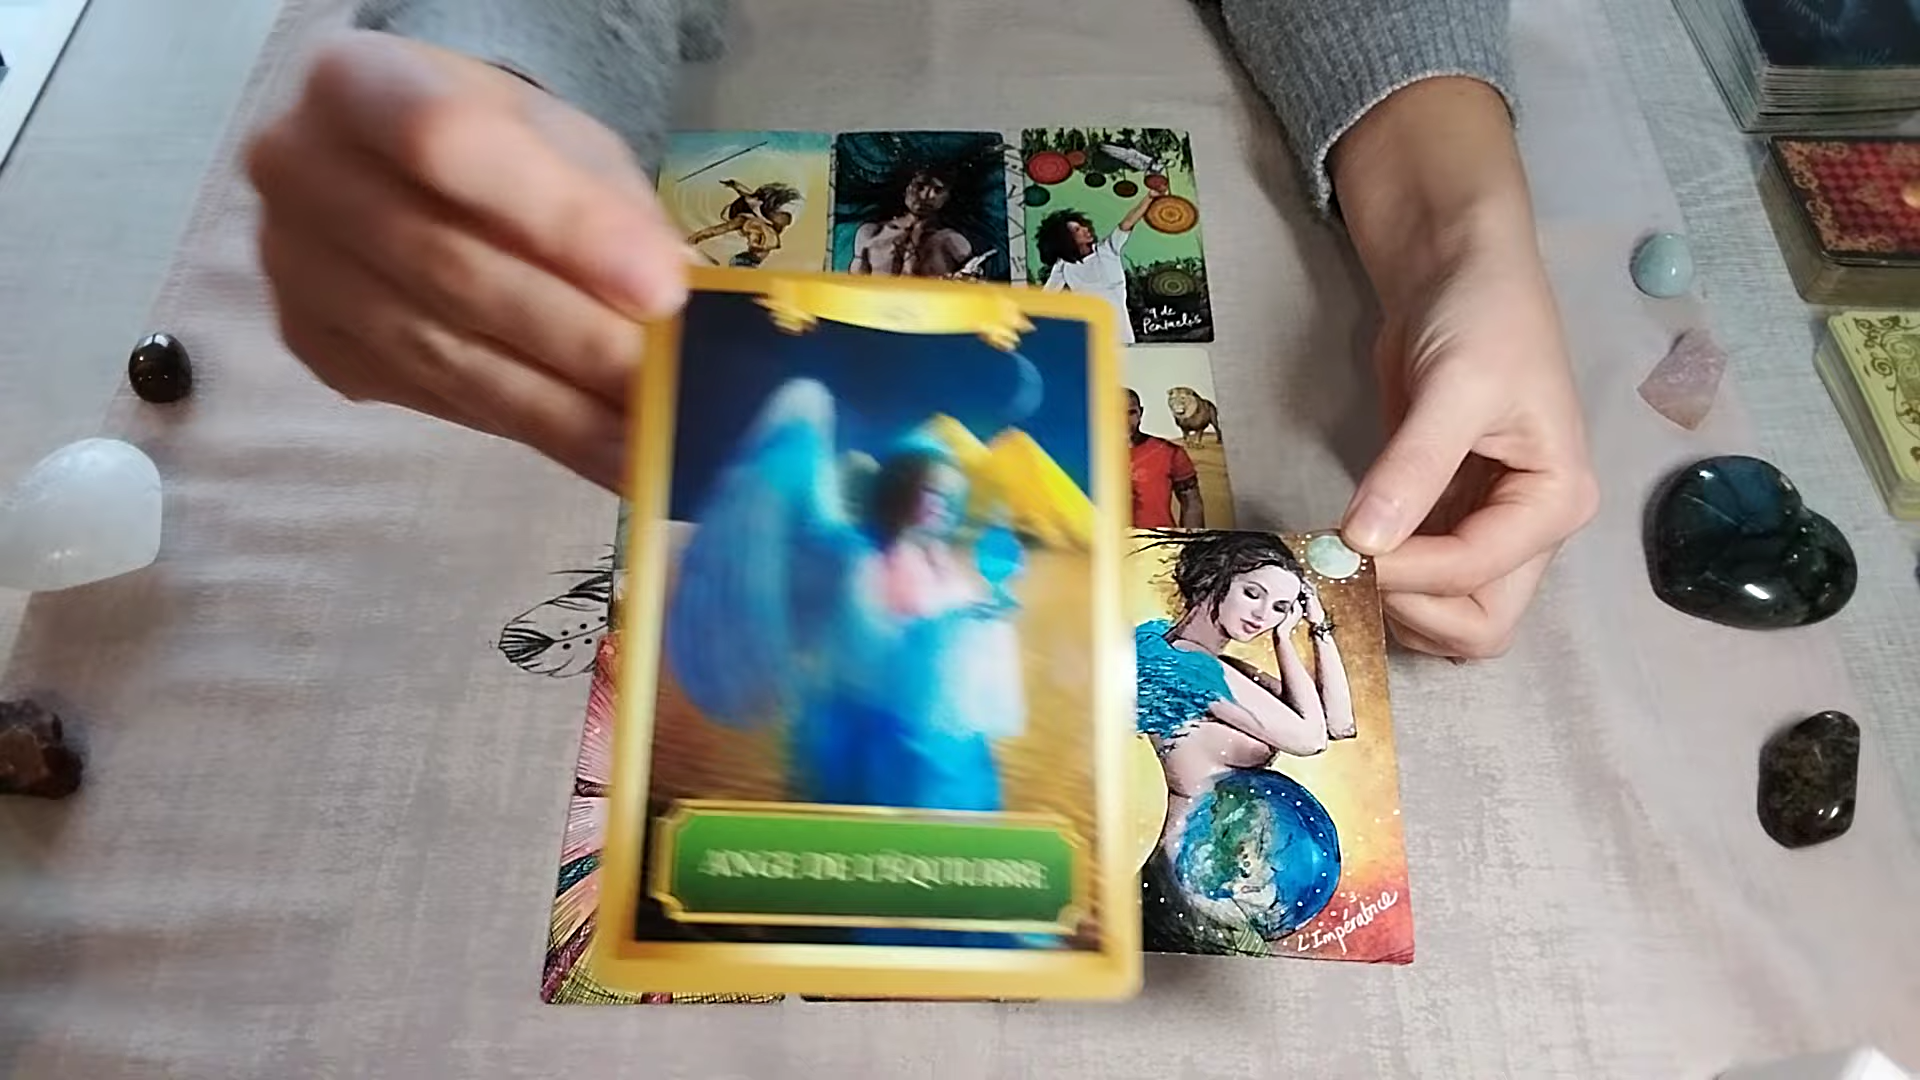 9 de
Pentacles
ANGE DE L'ÉQUILIBRE
3.
L'Impératrice